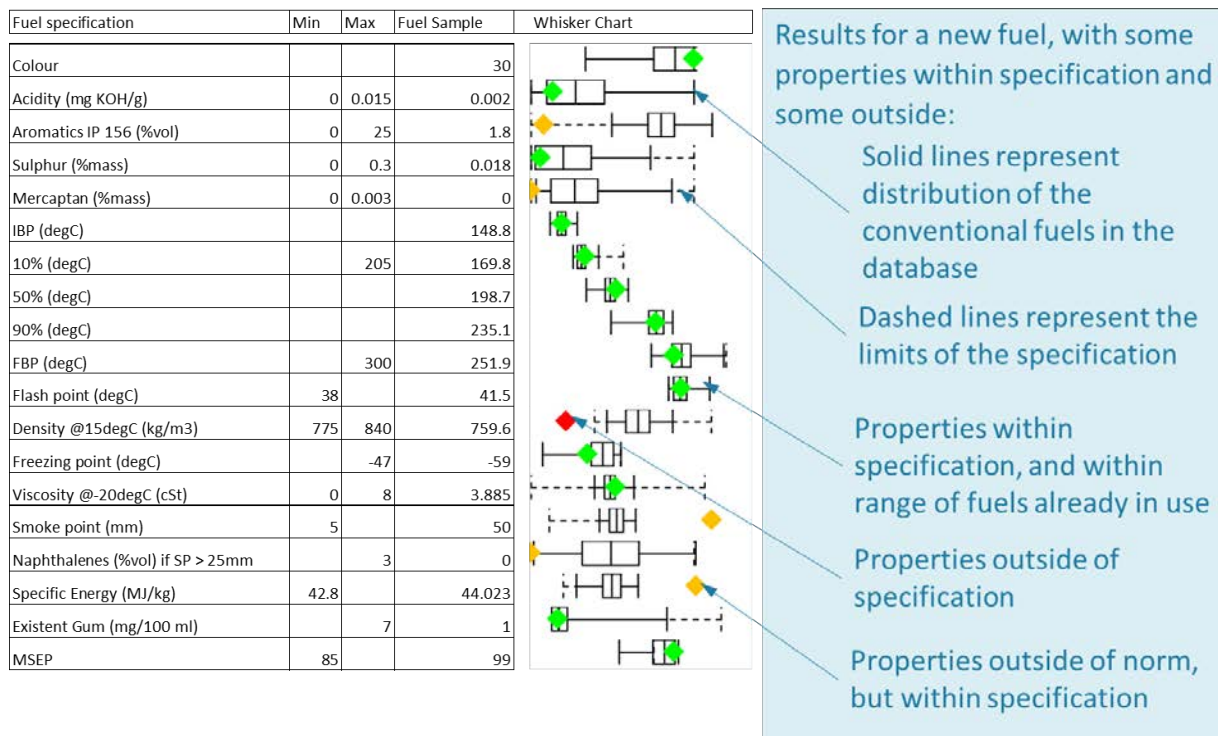 Fuel specification Min Max Fuel Sample Whisker Chart
Colour 30
Acidity (mg KOH/g) 0 0.015 0.002
Aromatics IP 156 (%vol) 0 25 1.8
Sulphur (%mass) 0 0.3 0.018
Mercaptan (%mass) 0 0.003 0
IBP (degC) 148.8
10% (degC) 205 169.8
50% (degC) 198.7
90% (degC) 235.1
FBP (degC) 300 251.9
Flash point (degC) 38 41.5
Density @15degC (kg/m3) 775 840 759.6
Freezing point (degC) -47 -59
Viscosity @-20degC (cSt) 0 8 3.885
Smoke point (mm) 5 50
Naphthalenes (%vol) if SP > 25mm 3 0
Specific Energy (MJ/kg) 42.8 44.023
Existent Gum (mg/100 ml) 7 1
MSEP 85 99
Results for a new fuel, with some
properties within specification and
some outside:
Solid lines represent
distribution of the
conventional fuels in the
database
Dashed lines represent the
limits of the specification
Properties within
specification, and within
range of fuels already in use
Properties outside of
specification
Properties outside of norm,
but within specification